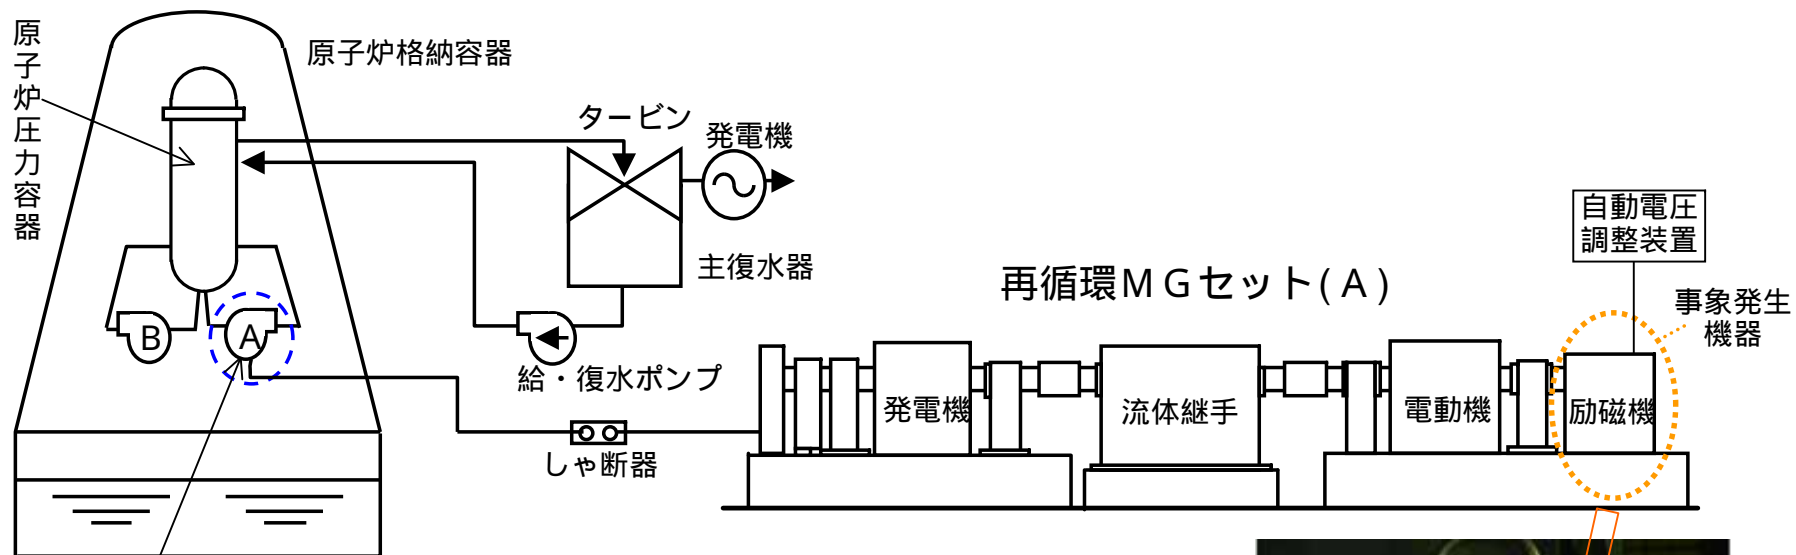 原子炉圧力容器
原子炉格納容器
タービン
発電機
主復水器
給・復水ポンプ
B
A
しゃ断器
再循環ＭＧセット(Ａ)
自動電圧
調整装置
事象発生
機器
発電機
流体継手
電動機
励磁機